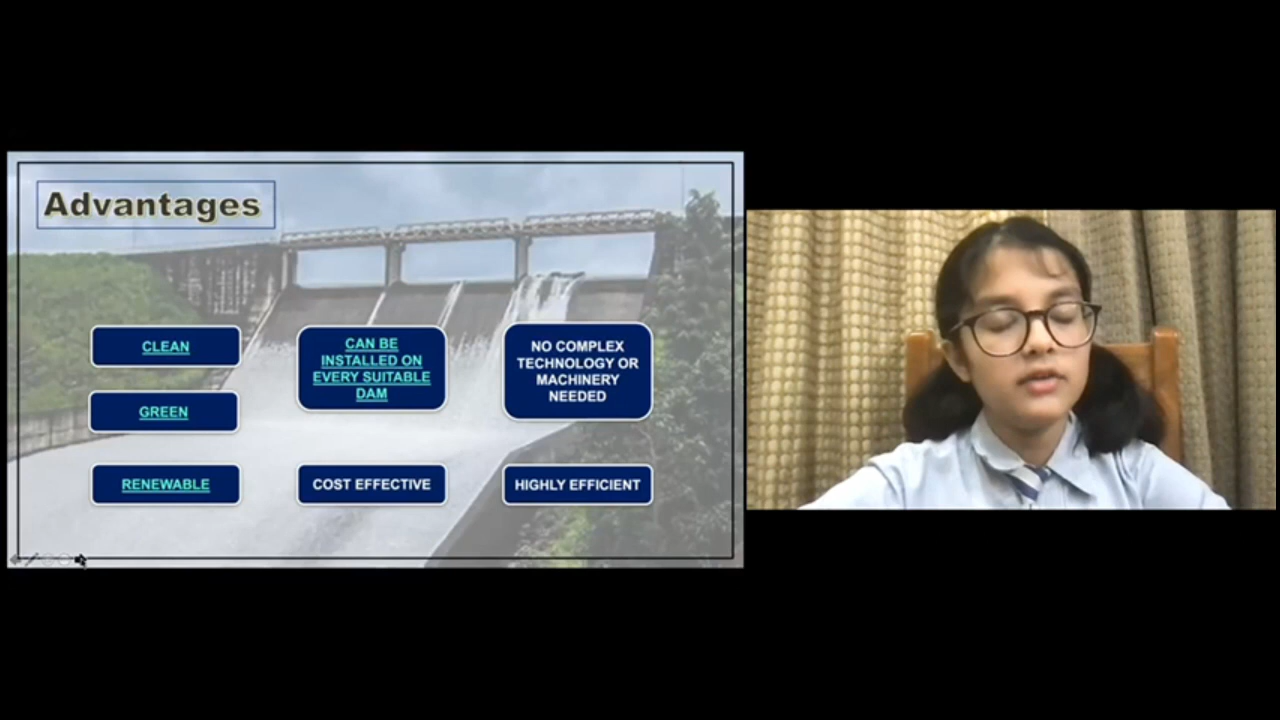 Advantages
CLEAN
GREEN
RENEWABLE
CAN BE
INSTALLED ON
EVERY SUITABLE
DAM
COST EFFECTIVE
NO COMPLEX
TECHNOLOGY OR
MACHINERY
NEEDED
HIGHLY EFFICIENT